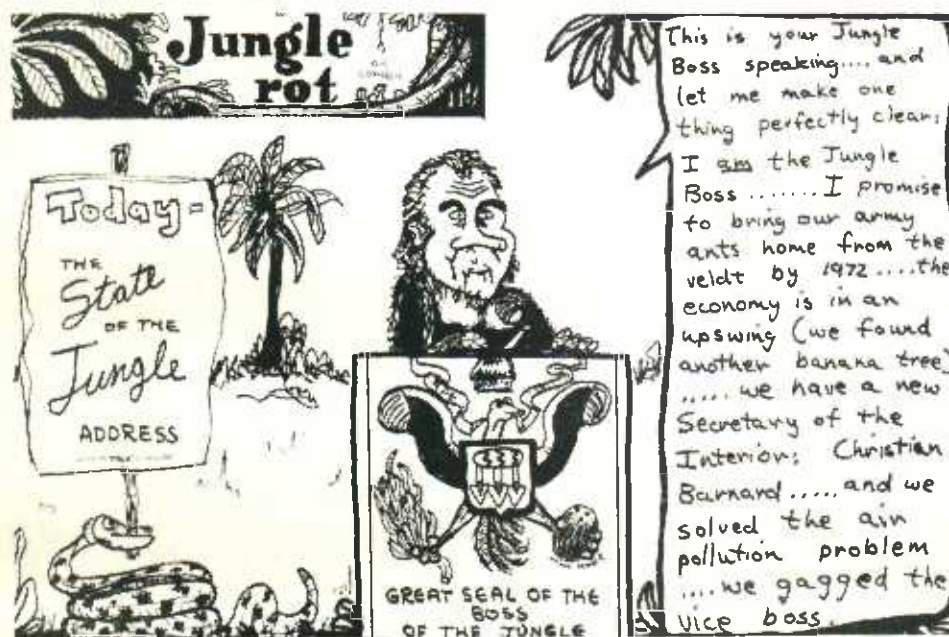 Jungle
rot
Today-
THE
State
OF THE
Jungle
ADDRESS
GREAT SEAL OF THE
BOSS
OF THE JUNGLE
This is your Jungle
Boss speaking....and
let me make one
thing perfectly clear:
I am the Jungle
Boss.......I promise
to bring our army
ants home from the
veldt by 1972....the
economy is in an
upswing (we found
another banana tree)
.....we have a new
Secretary of the
Interior: Christian
Barnard.....and we
solved the air
pollution problem
....we gagged the
vice boss.